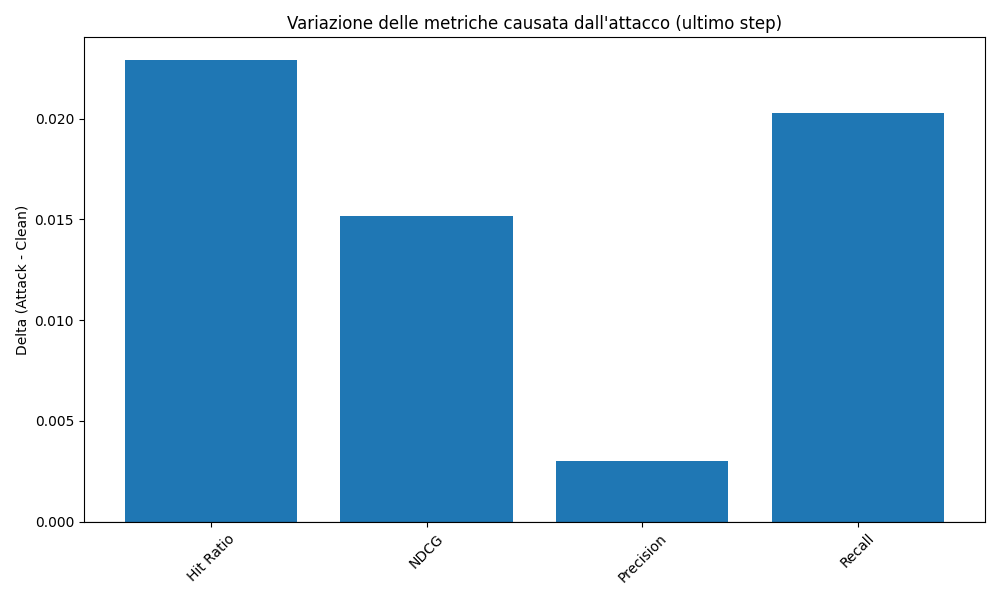 Variazione delle metriche causata dall'attacco (ultimo step)
Delta (Attack - Clean)
0.020
0.015
0.010
0.005
0.000
Hit Ratio
NDCG
Precision
Recall